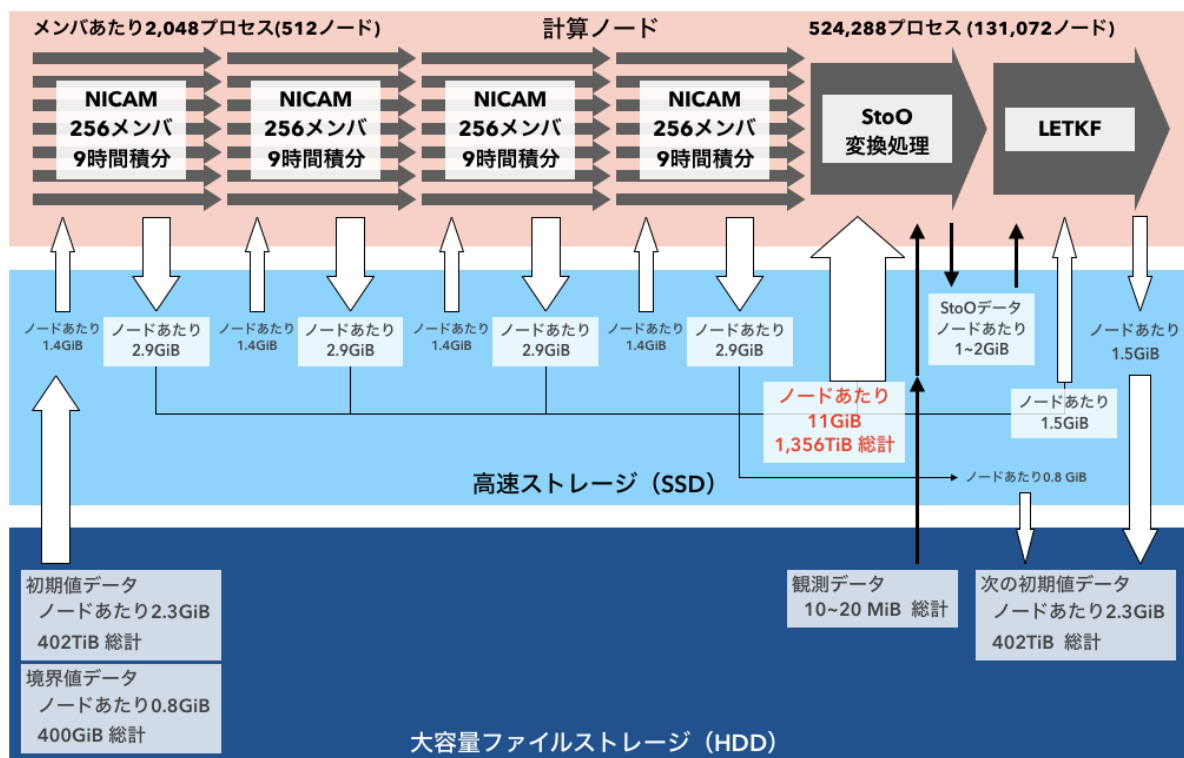 メンバあたり2,048プロセス(512ノード)
計算ノード
524,288プロセス (131,072ノード)
NICAM
256メンバ
9時間積分
NICAM
256メンバ
9時間積分
NICAM
256メンバ
9時間積分
NICAM
256メンバ
9時間積分
StoO
変換処理
LETKF
ノードあたり
1.4GiB
ノードあたり
2.9GiB
ノードあたり
1.4GiB
ノードあたり
2.9GiB
ノードあたり
1.4GiB
ノードあたり
2.9GiB
ノードあたり
1.4GiB
ノードあたり
2.9GiB
StoOデータ
ノードあたり
1~2GiB
ノードあたり
1.5GiB
ノードあたり
11GiB
1,356TiB 総計
ノードあたり
1.5GiB
ノードあたり0.8 GiB
高速ストレージ（SSD）
初期値データ
ノードあたり2.3GiB
402TiB 総計
境界値データ
ノードあたり0.8GiB
400GiB 総計
観測データ
10~20 MiB 総計
次の初期値データ
ノードあたり2.3GiB
402TiB 総計
大容量ファイルストレージ（HDD）